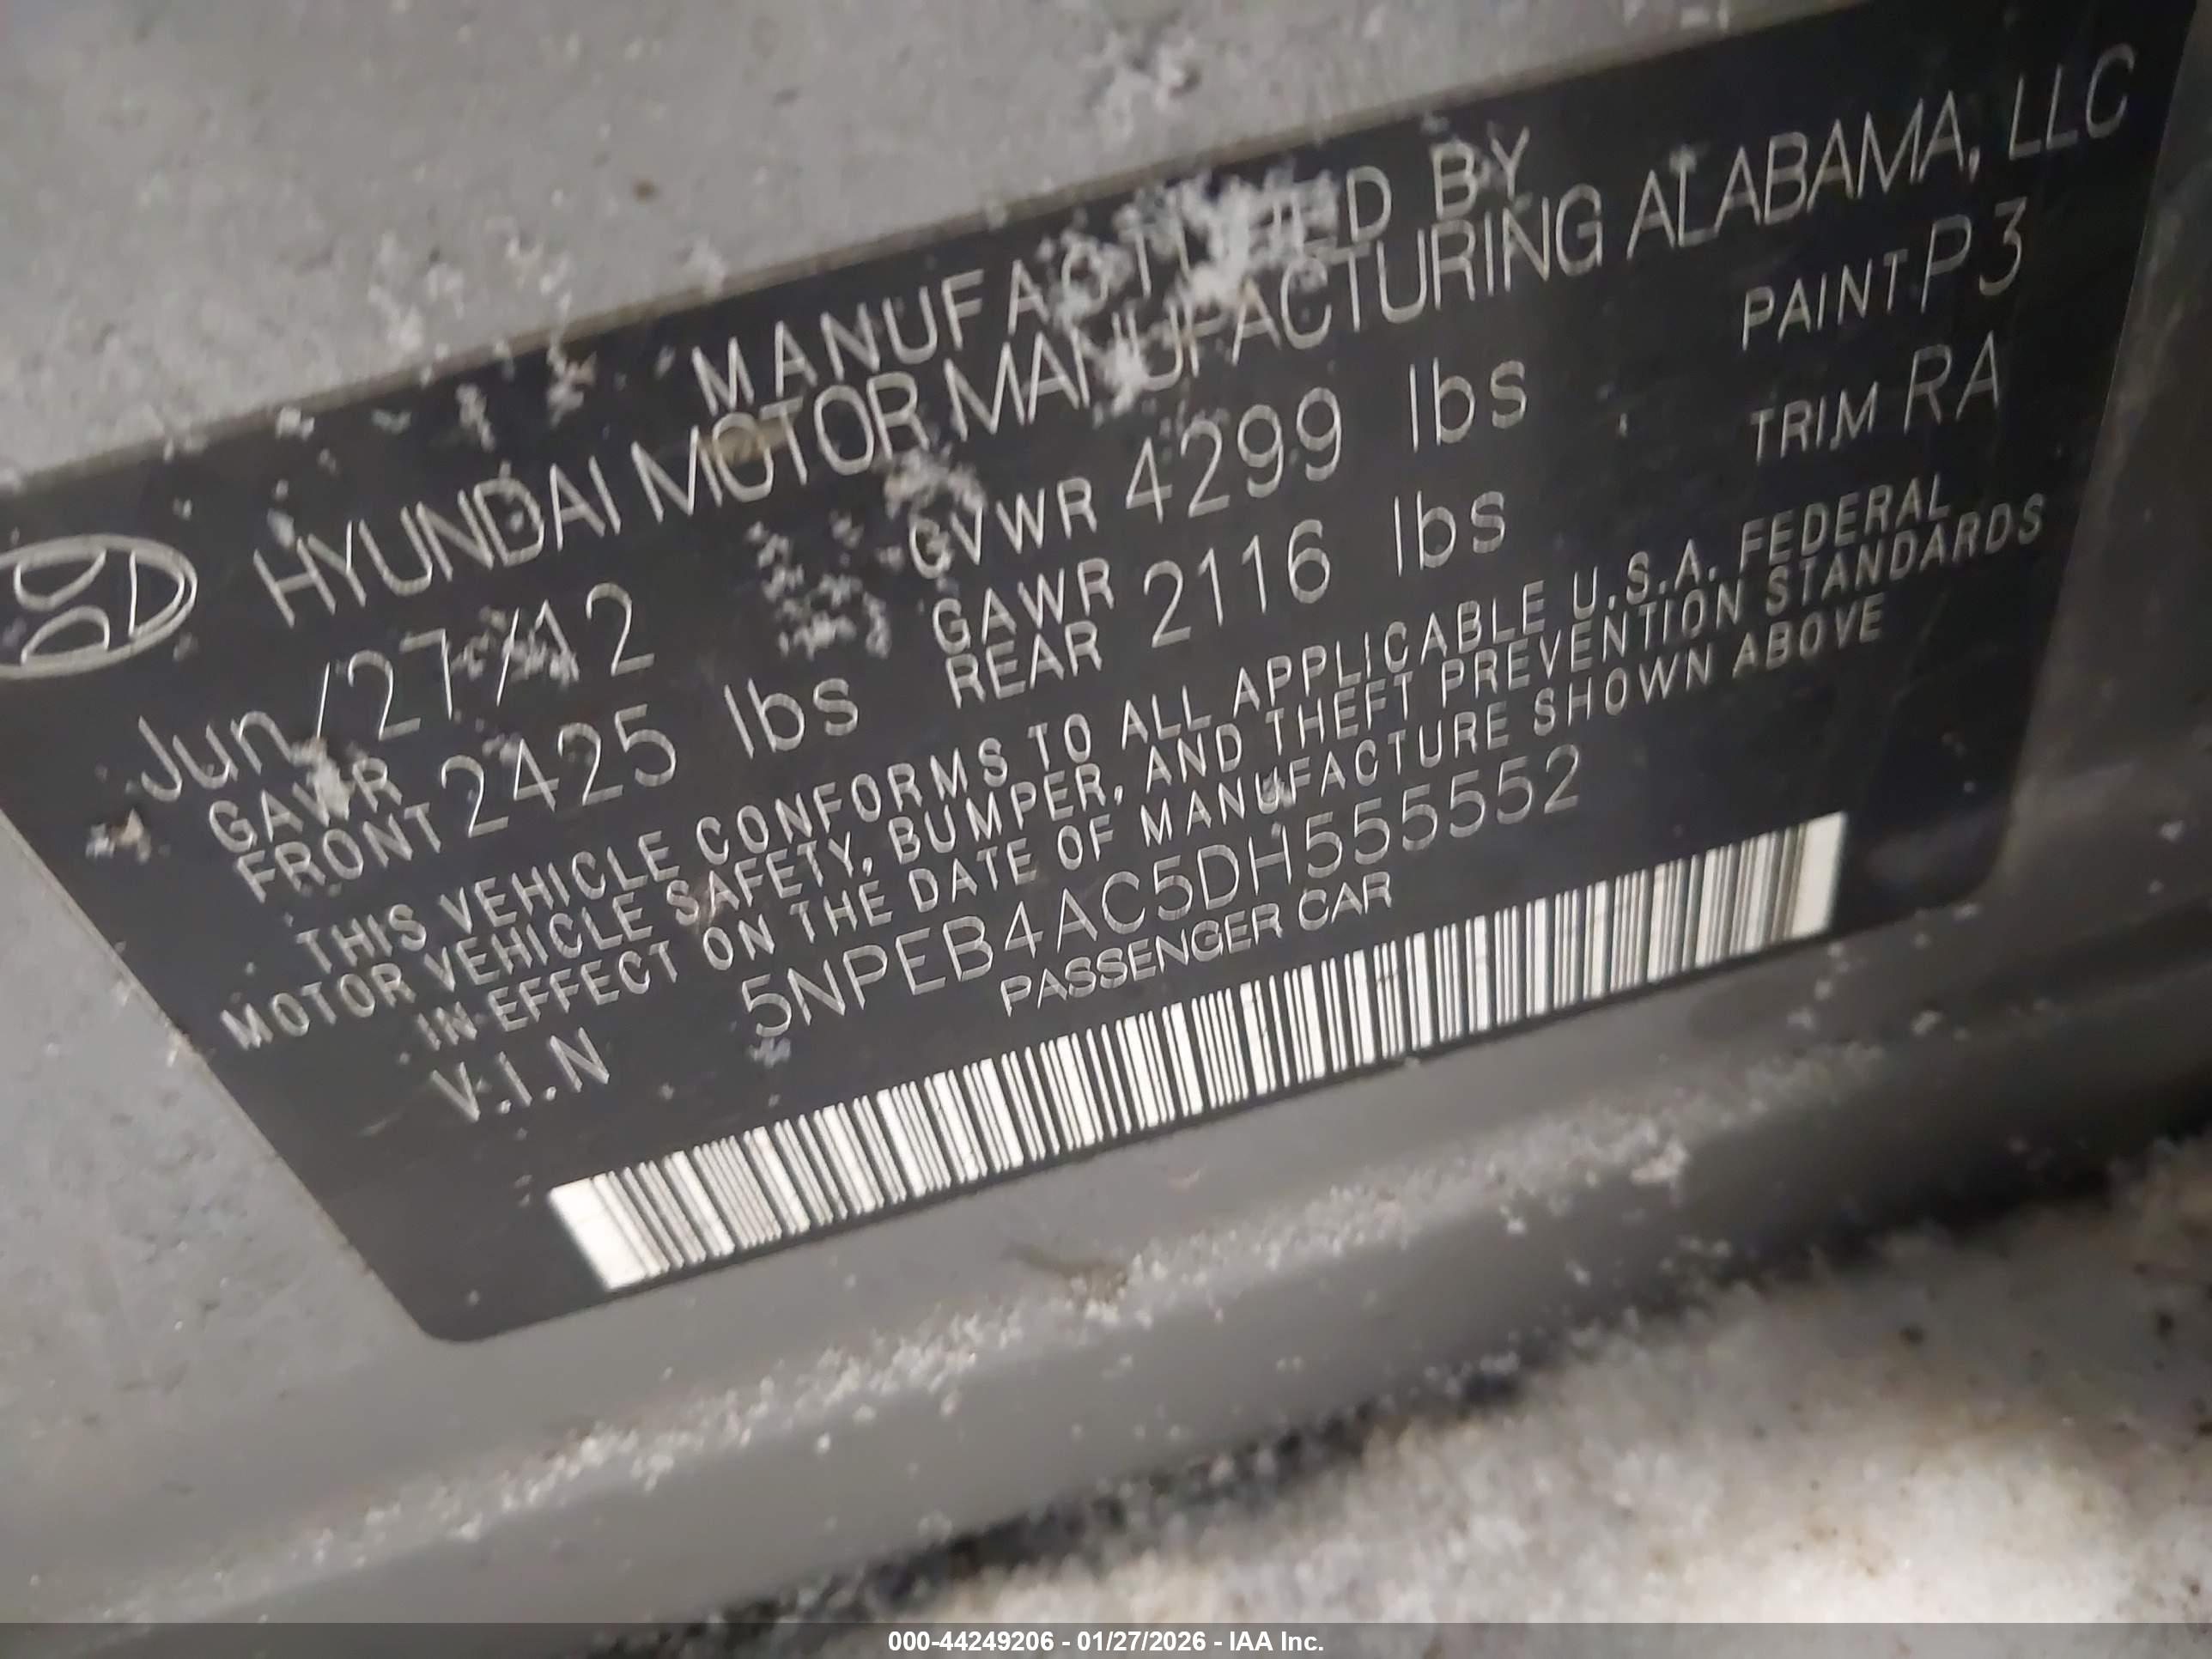 MANUFACTURED BY
HYUNDAI MOTOR MANUFACTURING ALABAMA, LLC
Jun/27/12 GVWR 4299 lbs PAINT P3
GAWR FRONT 2425 lbs GAWR REAR 2116 lbs TRIM RA
THIS VEHICLE CONFORMS TO ALL APPLICABLE U.S.A. FEDERAL
MOTOR VEHICLE SAFETY, BUMPER, AND THEFT PREVENTION STANDARDS
IN EFFECT ON THE DATE OF MANUFACTURE SHOWN ABOVE
V.I.N 5NPEB4AC5DH555552
PASSENGER CAR
000-44249206 - 01/27/2026 - IAA Inc.